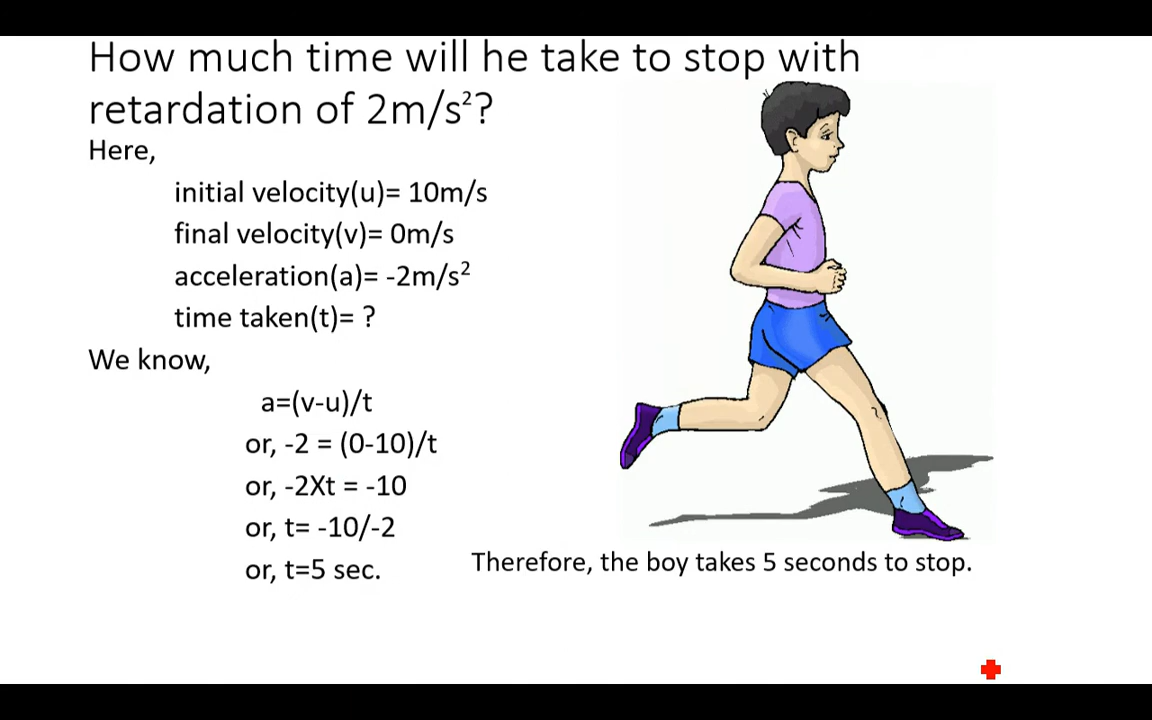 How much time will he take to stop with
retardation of 2m/s²?
Here,
initial velocity(u)= 10m/s
final velocity(v)= 0m/s
acceleration(a)= -2m/s²
time taken(t)= ?
We know,
a=(v-u)/t
or, -2 = (0-10)/t
or, -2Xt = -10
or, t= -10/-2
or, t=5 sec.
Therefore, the boy takes 5 seconds to stop.